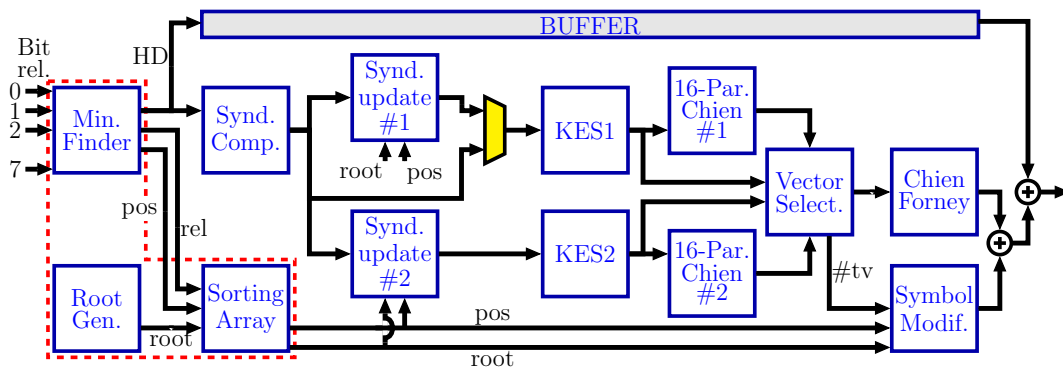 BUFFER
Bit
rel.
HD
0
1
2
7
Min.
Finder
Synd.
Comp.
Synd.
update
#1
root
pos
KES1
16-Par.
Chien
#1
Vector
Select.
Chien
Forney
pos
rel
Synd.
update
#2
KES2
16-Par.
Chien
#2
#tv
Root
Gen.
root
Sorting
Array
pos
root
Symbol
Modif.